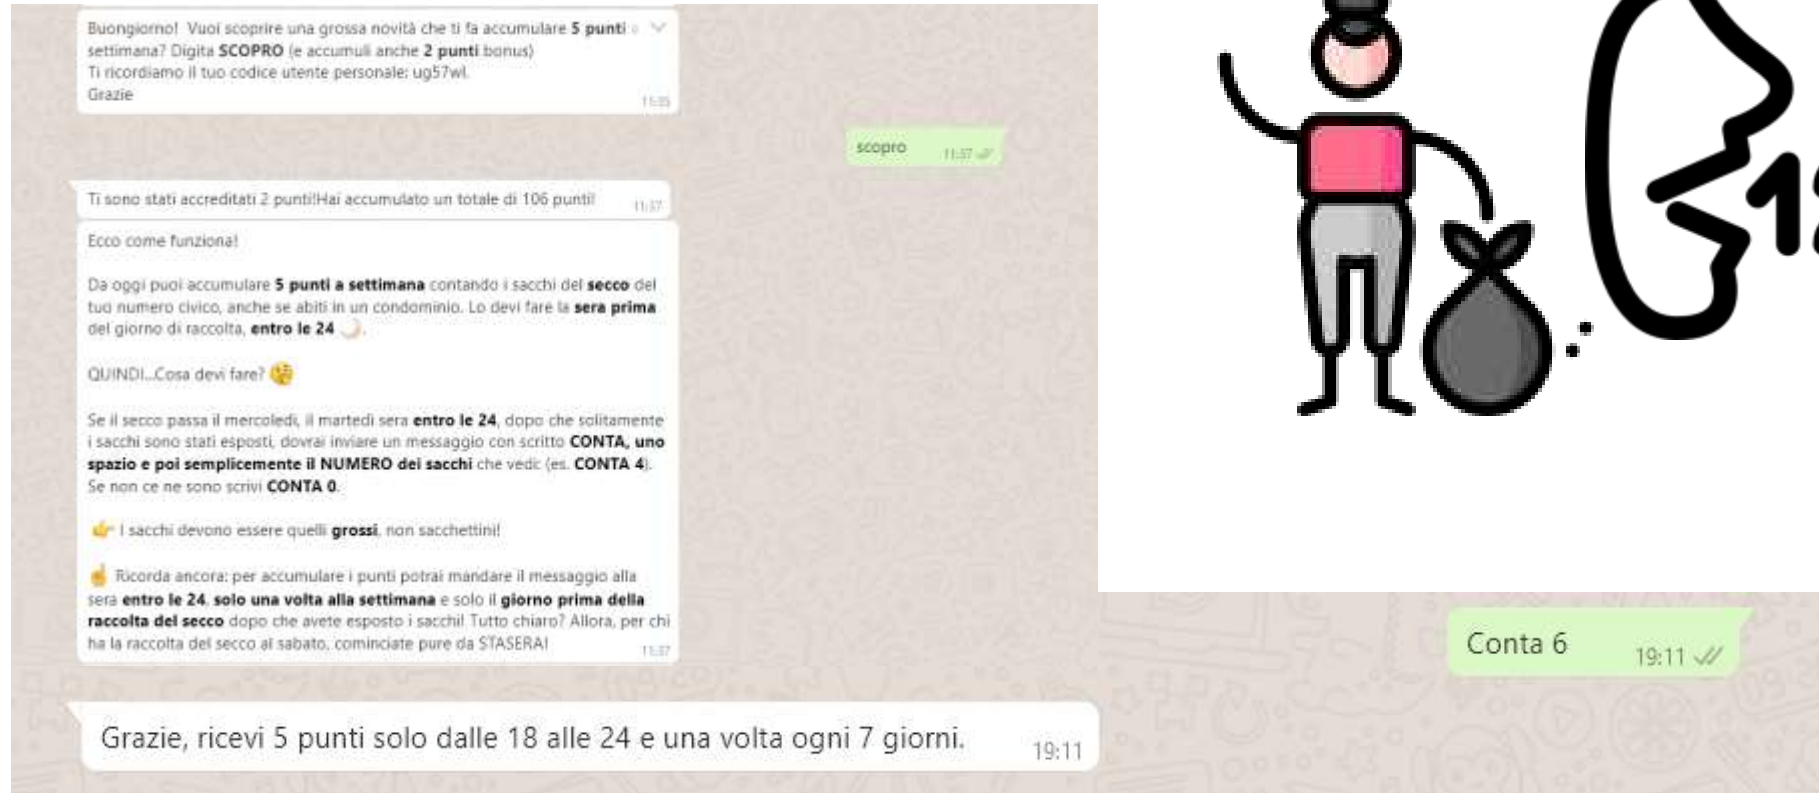 Buongiorno! Vuoi scoprire una grossa novità che ti fa accumulare 5 punti a
settimana? Digita SCOPRO (e accumuli anche 2 punti bonus)
Ti ricordiamo il tuo codice utente personale: ug57wl.
Grazie
11:35
scopro
11:37
Ti sono stati accreditati 2 punti!Hai accumulato un totale di 106 punti!
11:37
Ecco come funziona!
Da oggi puoi accumulare 5 punti a settimana contando i sacchi del secco del
tuo numero civico, anche se abiti in un condominio. Lo devi fare la sera prima
del giorno di raccolta, entro le 24 🌙.
QUINDI...Cosa devi fare? 🤔
Se il secco passa il mercoledì, il martedì sera entro le 24, dopo che solitamente
i sacchi sono stati esposti, dovrai inviare un messaggio con scritto CONTA, uno
spazio e poi semplicemente il NUMERO dei sacchi che vedi: (es. CONTA 4).
Se non ce ne sono scrivi CONTA 0.
👉 I sacchi devono essere quelli grossi, non sacchettini!
☝ Ricorda ancora: per accumulare i punti potrai mandare il messaggio alla
sera entro le 24, solo una volta alla settimana e solo il giorno prima della
raccolta del secco dopo che avete esposto i sacchi! Tutto chiaro? Allora, per chi
ha la raccolta del secco al sabato, cominciate pure da STASERA!
11:37
Conta 6
19:11
Grazie, ricevi 5 punti solo dalle 18 alle 24 e una volta ogni 7 giorni.
19:11